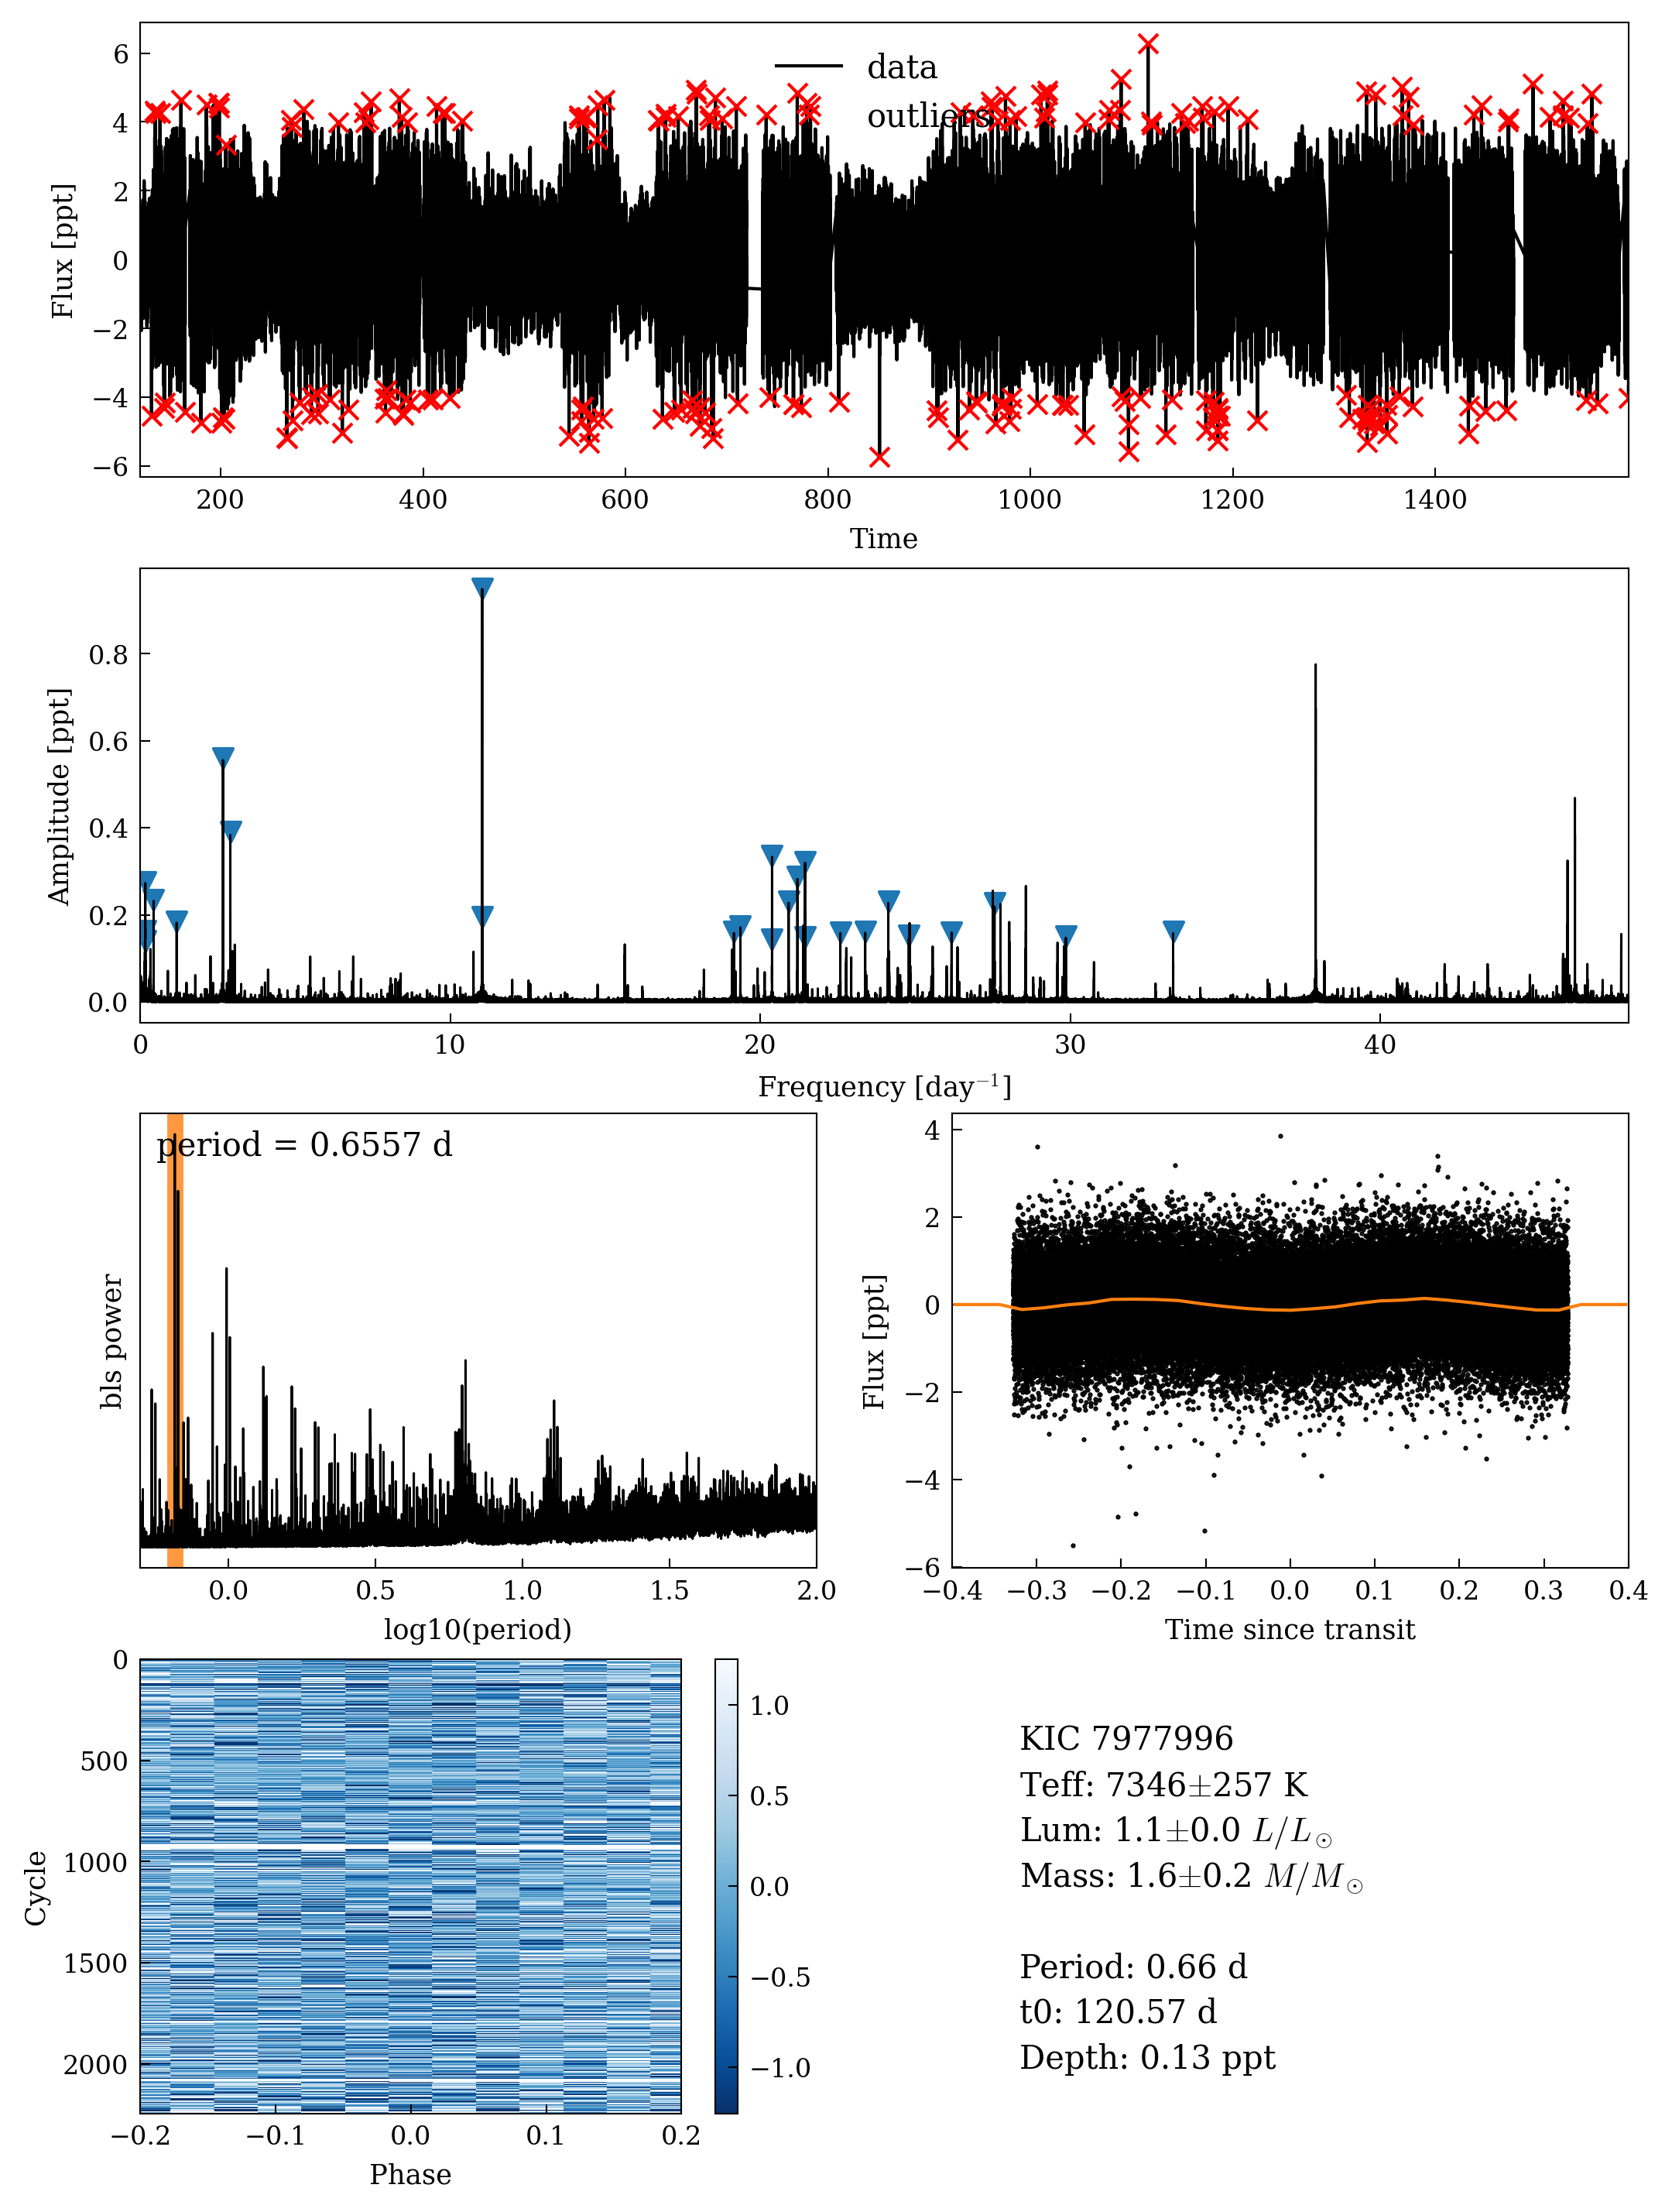 6
4
2
0
−2
−4
−6
Flux [ppt]
data
outliers
200 400 600 800 1000 1200 1400
Time
0.8
0.6
0.4
0.2
0.0
Amplitude [ppt]
0 10 20 30 40
Frequency [day⁻¹]
period = 0.6557 d
bls power
0.0 0.5 1.0 1.5 2.0
log10(period)
4
2
0
−2
−4
−6
Flux [ppt]
−0.4 −0.3 −0.2 −0.1 0.0 0.1 0.2 0.3 0.4
Time since transit
0
500
1000
1500
2000
Cycle
−0.2 −0.1 0.0 0.1 0.2
Phase
1.0
0.5
0.0
−0.5
−1.0
KIC 7977996
Teff: 7346±257 K
Lum: 1.1±0.0 L/L⊙
Mass: 1.6±0.2 M/M⊙
Period: 0.66 d
t0: 120.57 d
Depth: 0.13 ppt